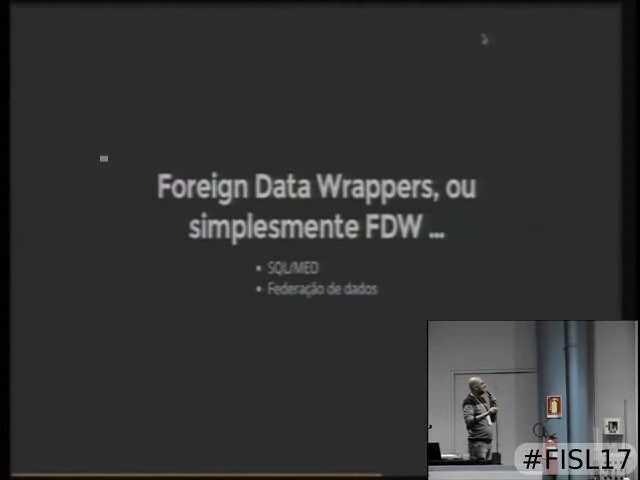 Foreign Data Wrappers, ou
simplesmente FDW ...
• SQL/MED
• Federação de dados
#FISL17